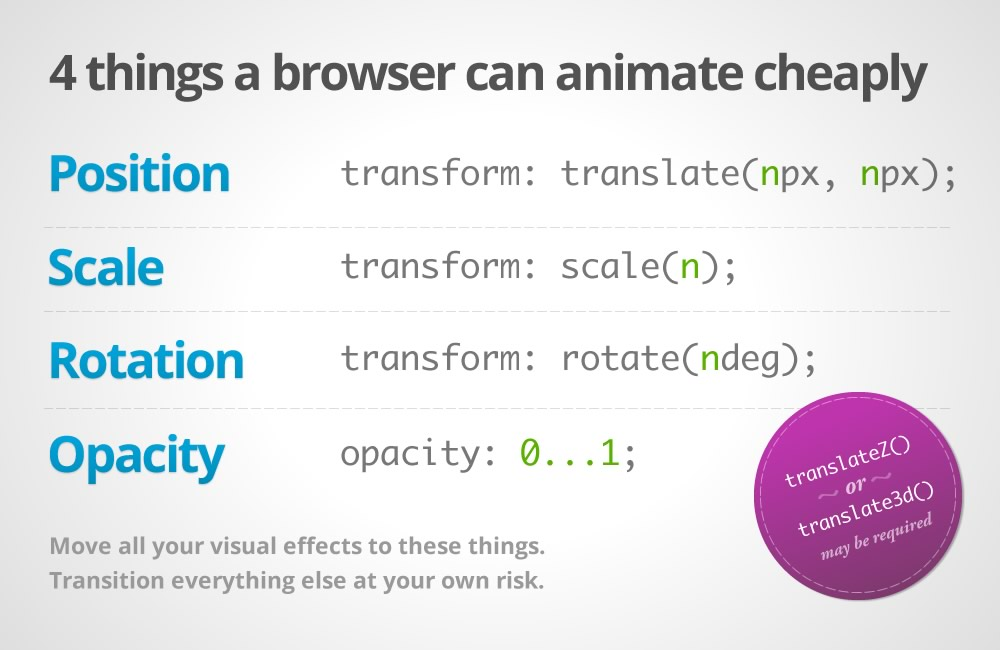 4 things a browser can animate cheaply
Position transform: translate(npx, npx);
Scale transform: scale(n);
Rotation transform: rotate(ndeg);
Opacity opacity: 0...1;
translateZ()
~ or ~
translate3d()
may be required
Move all your visual effects to these things.
Transition everything else at your own risk.